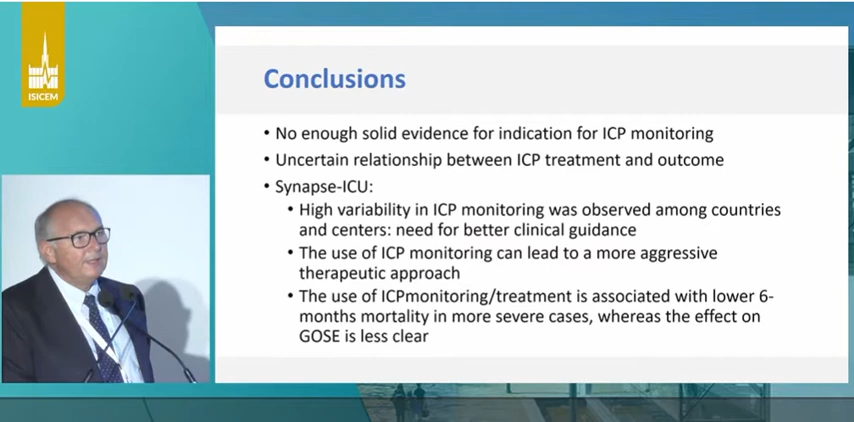 ISICEM
Conclusions
• No enough solid evidence for indication for ICP monitoring
• Uncertain relationship between ICP treatment and outcome
• Synapse-ICU:
• High variability in ICP monitoring was observed among countries
and centers: need for better clinical guidance
• The use of ICP monitoring can lead to a more aggressive
therapeutic approach
• The use of ICPmonitoring/treatment is associated with lower 6-
months mortality in more severe cases, whereas the effect on
GOSE is less clear